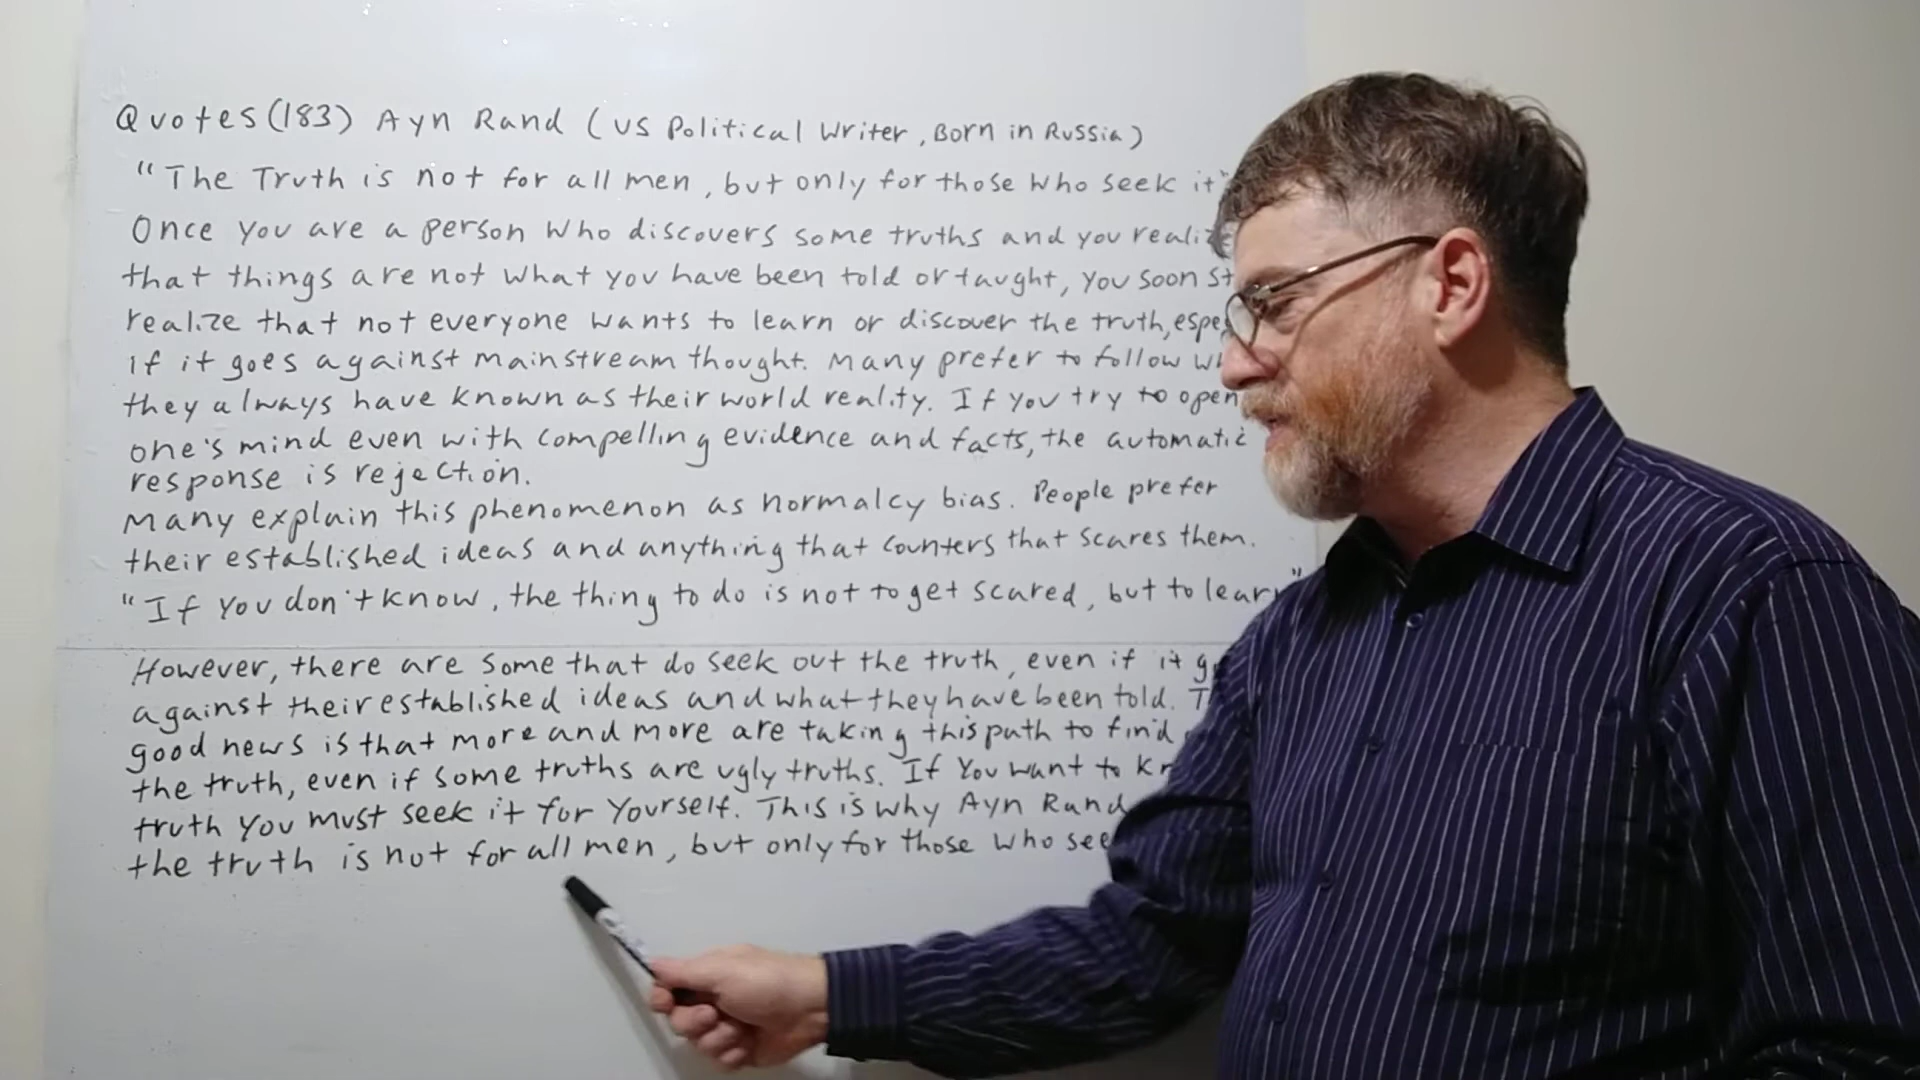 Quotes(183) Ayn Rand (US Political Writer, Born in Russia)
"The Truth is not for all men, but only for those who seek it"
Once you are a person who discovers some truths and you realize
that things are not what you have been told or taught, you soon
realize that not everyone wants to learn or discover the truth,
if it goes against mainstream thought. Many prefer to follow
they always have known as their world reality. If you try to open
one's mind even with compelling evidence and facts, the automatic
response is rejection.
Many explain this phenomenon as normalcy bias. People prefer
their established ideas and anything that counters that scares them.
"If you don't know, the thing to do is not to get scared, but to learn"
However, there are some that do seek out the truth, even if it
against their established ideas and what they have been told.
good news is that more and more are taking this path to find
the truth, even if some truths are ugly truths. If you want to
truth you must seek it for yourself. This is why Ayn Rand
the truth is not for all men, but only for those who